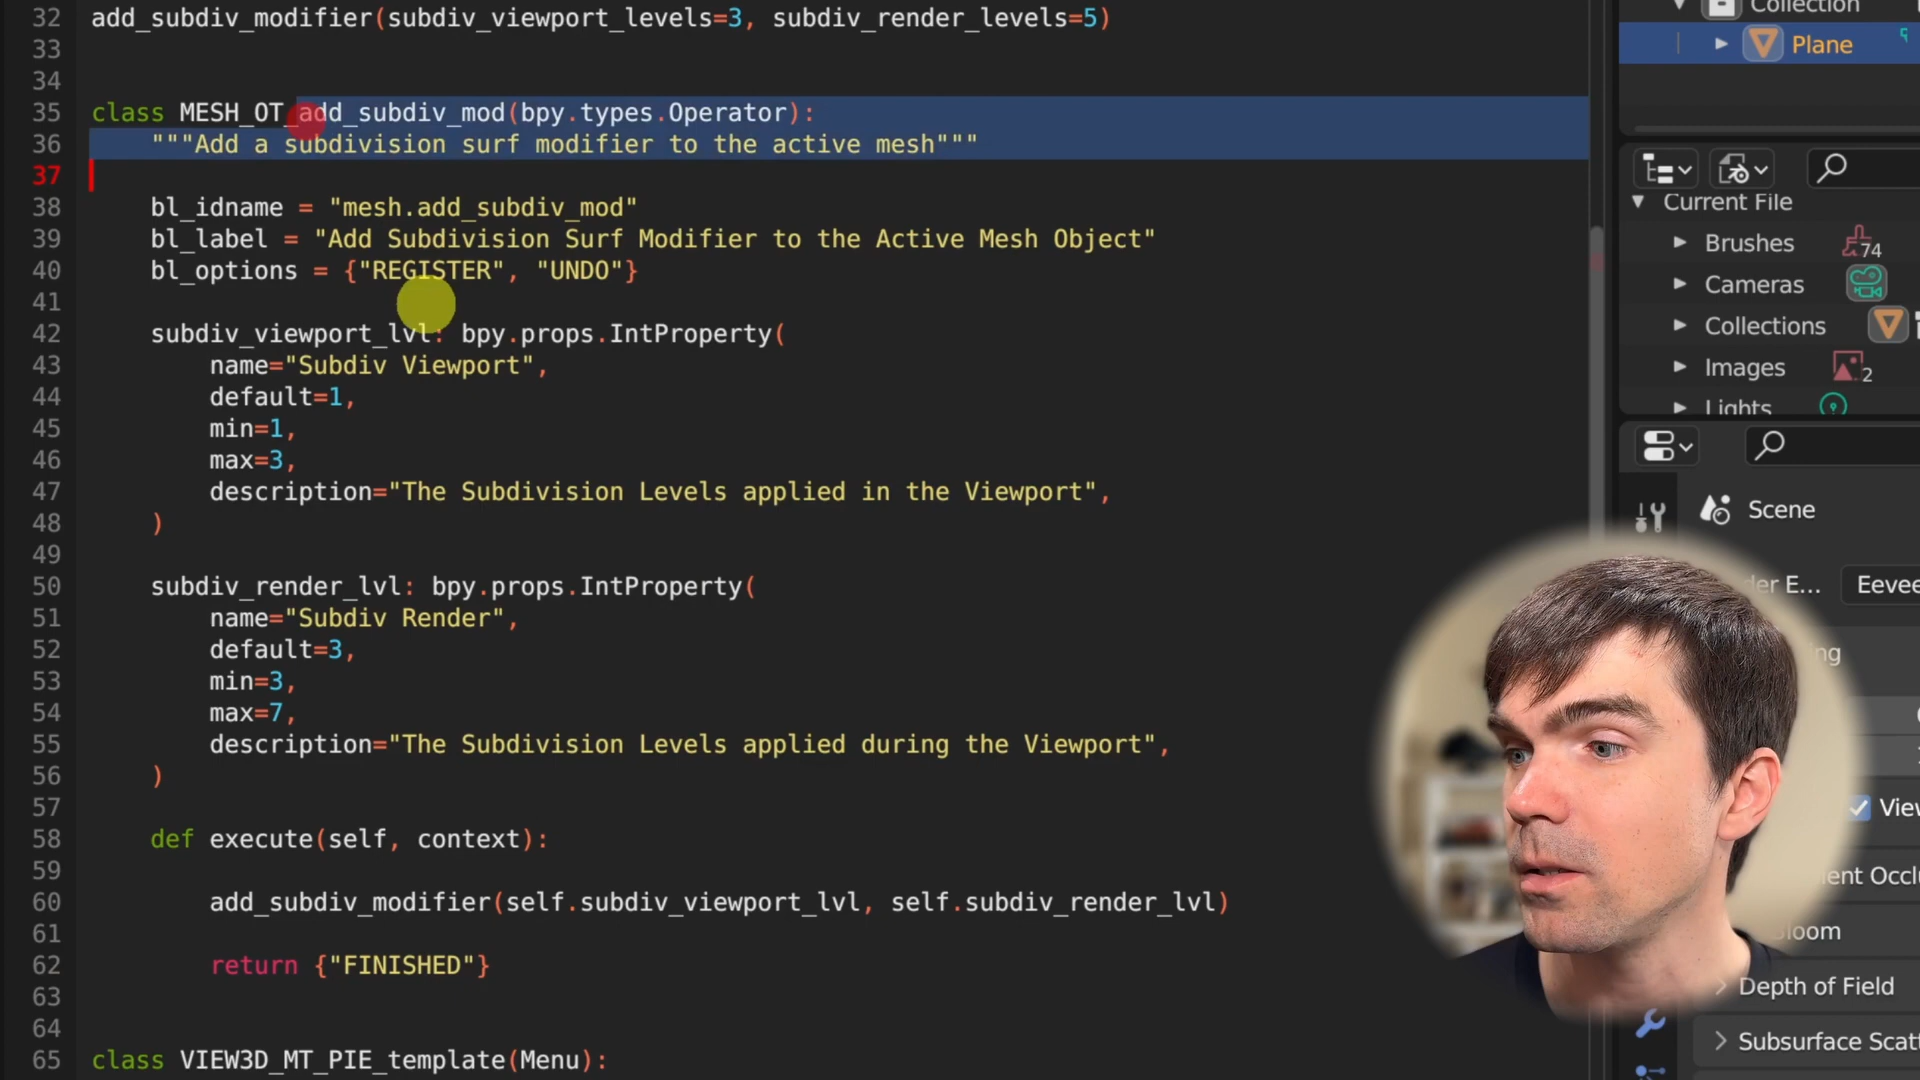 32 add_subdiv_modifier(subdiv_viewport_levels=3, subdiv_render_levels=5)
33
34
35 class MESH_OT_add_subdiv_mod(bpy.types.Operator):
36 """Add a subdivision surf modifier to the active mesh"""
37
38 bl_idname = "mesh.add_subdiv_mod"
39 bl_label = "Add Subdivision Surf Modifier to the Active Mesh Object"
40 bl_options = {"REGISTER", "UNDO"}
41
42 subdiv_viewport_lvl: bpy.props.IntProperty(
43 name="Subdiv Viewport",
44 default=1,
45 min=1,
46 max=3,
47 description="The Subdivision Levels applied in the Viewport",
48 )
49
50 subdiv_render_lvl: bpy.props.IntProperty(
51 name="Subdiv Render",
52 default=3,
53 min=3,
54 max=7,
55 description="The Subdivision Levels applied during the Viewport",
56 )
57
58 def execute(self, context):
59
60 add_subdiv_modifier(self.subdiv_viewport_lvl, self.subdiv_render_lvl)
61
62 return {"FINISHED"}
63
64
65 class VIEW3D_MT_PIE_template(Menu):
Collection
Plane
Current File
Brushes 74
Cameras
Collections
Images 2
Lights
Scene
Eevee
Depth of Field